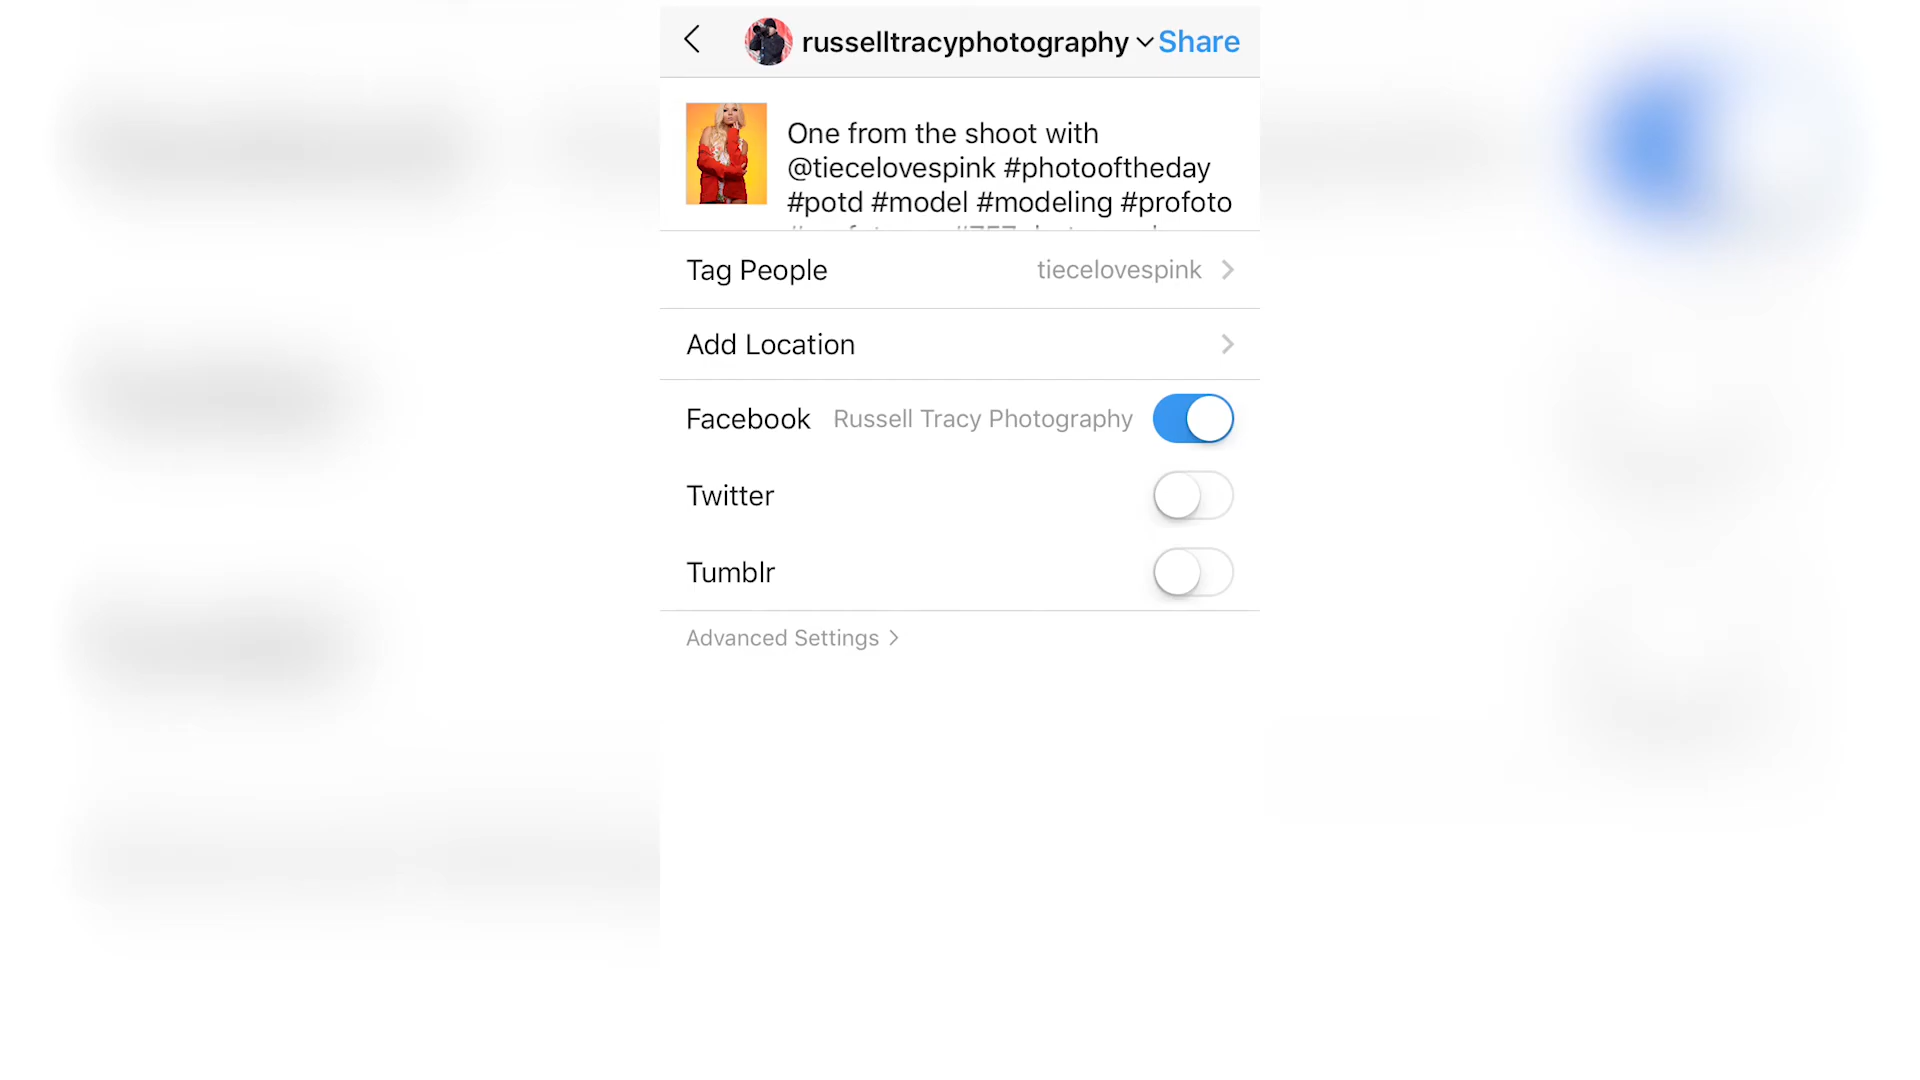 russelltracyphotography
Share
One from the shoot with
@tiecelovespink #photooftheday
#potd #model #modeling #profoto
Tag People
tiecelovespink
Add Location
Facebook
Russell Tracy Photography
Twitter
Tumblr
Advanced Settings